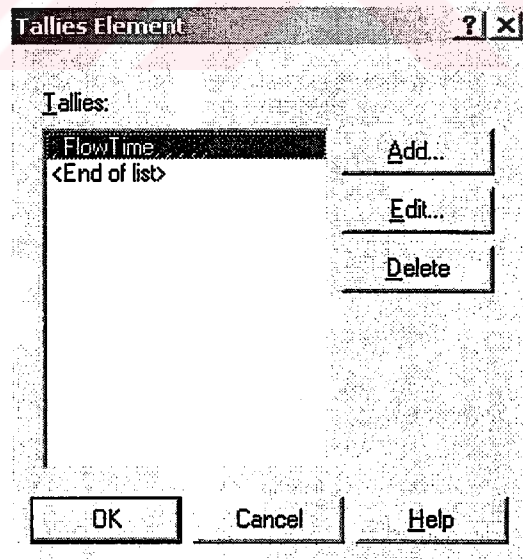 Tallies Element ? ×
Tallies:
FlowTime
<End of list>
Add...
Edit...
Delete
OK
Cancel
Help